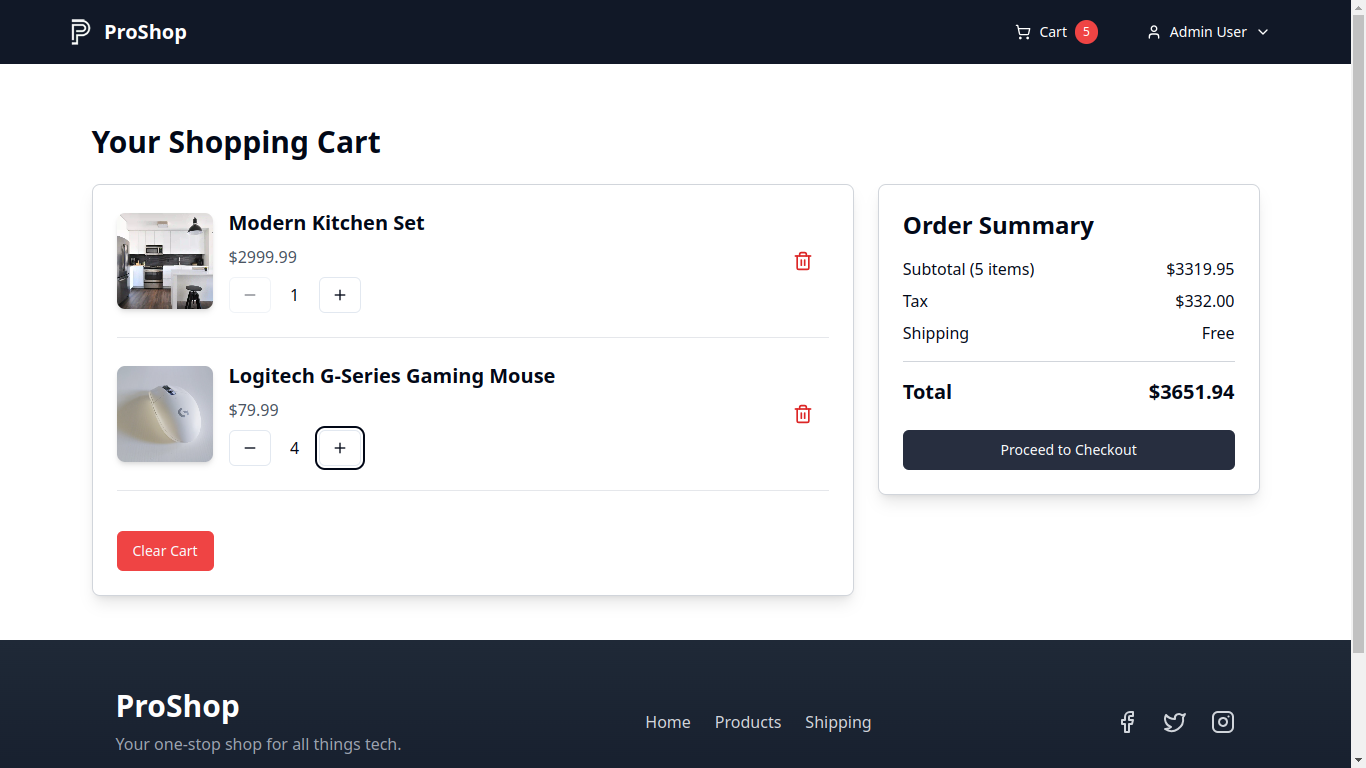 ProShop
Cart 5
Admin User
Your Shopping Cart
Modern Kitchen Set
$2999.99
1
Logitech G-Series Gaming Mouse
$79.99
4
Clear Cart
Order Summary
Subtotal (5 items) $3319.95
Tax $332.00
Shipping Free
Total $3651.94
Proceed to Checkout
ProShop
Your one-stop shop for all things tech.
Home Products Shipping